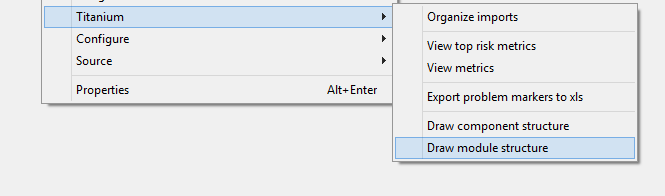 Titanium
Configure
Source
Properties Alt+Enter
Organize imports
View top risk metrics
View metrics
Export problem markers to xls
Draw component structure
Draw module structure